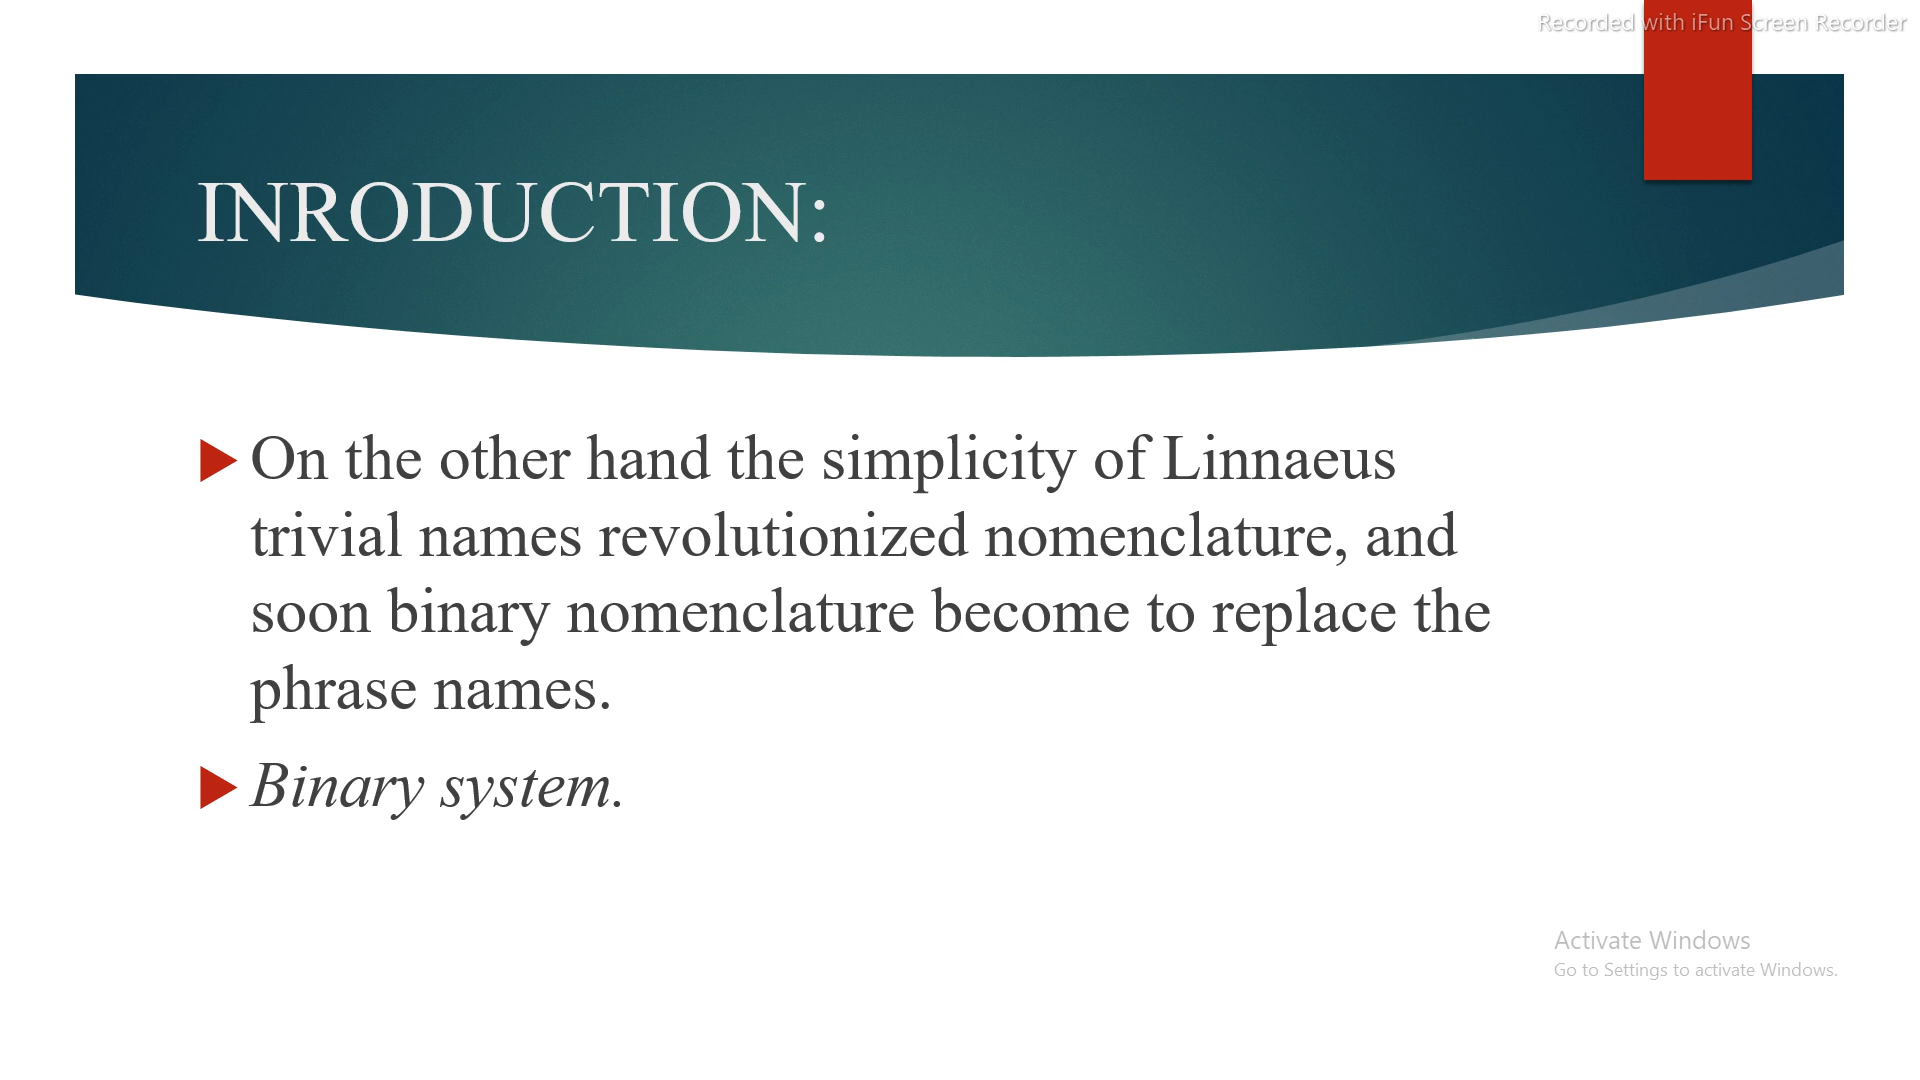 Recorded with iFun Screen Recorder
INRODUCTION:
On the other hand the simplicity of Linnaeus
trivial names revolutionized nomenclature, and
soon binary nomenclature become to replace the
phrase names.
Binary system.
Activate Windows
Go to Settings to activate Windows.